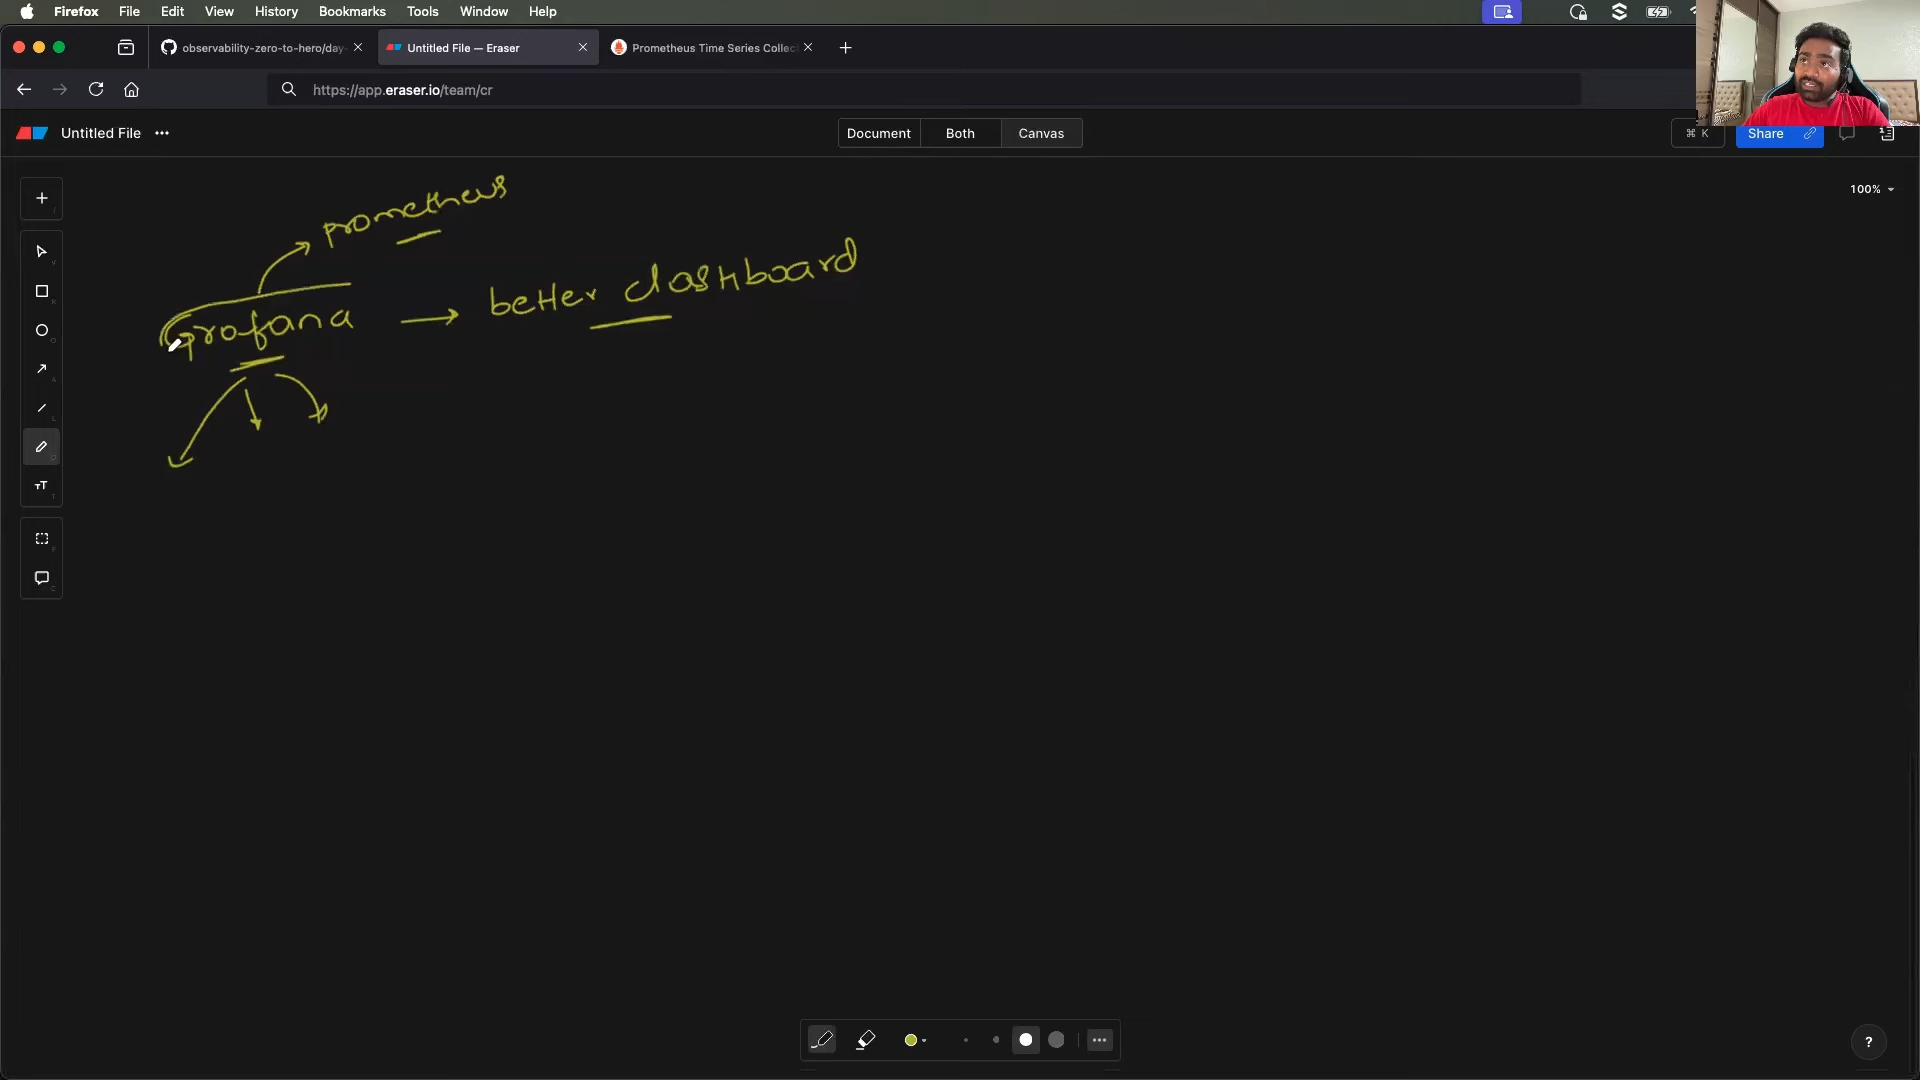 Firefox File Edit View History Bookmarks Tools Window Help
observability-zero-to-hero/day-
Untitled File — Eraser
Prometheus Time Series Collec
https://app.eraser.io/team/cr
Untitled File
Document Both Canvas
⌘ K
Share
100%
prometheus
Grafana → better dashboard
?